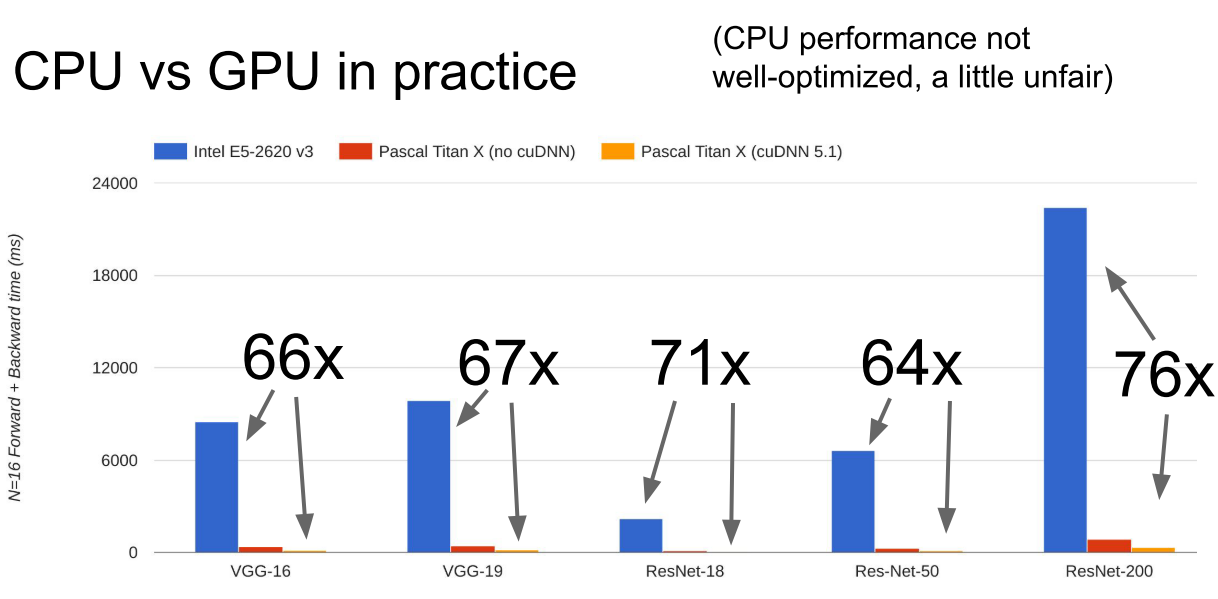 CPU vs GPU in practice
(CPU performance not
well-optimized, a little unfair)
Intel E5-2620 v3
Pascal Titan X (no cuDNN)
Pascal Titan X (cuDNN 5.1)
N=16 Forward + Backward time (ms)
24000
18000
12000
6000
0
66x
67x
71x
64x
76x
VGG-16
VGG-19
ResNet-18
Res-Net-50
ResNet-200